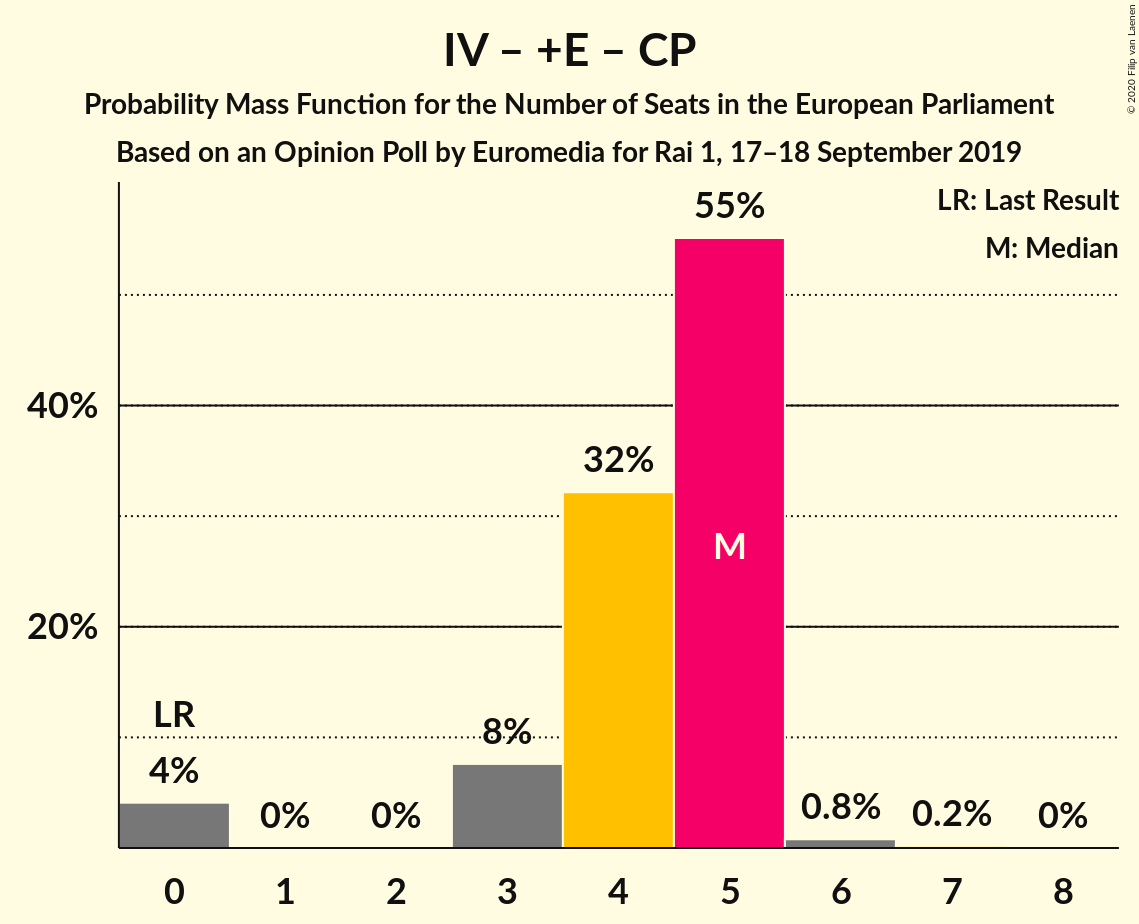 IV – +E – CP
Probability Mass Function for the Number of Seats in the European Parliament
Based on an Opinion Poll by Euromedia for Rai 1, 17–18 September 2019
© 2020 Filip van Laenen
LR: Last Result
M: Median
55%
40%
32%
M
20%
LR
8%
4%
0%
0%
0.8%
0.2%
0%
0 1 2 3 4 5 6 7 8